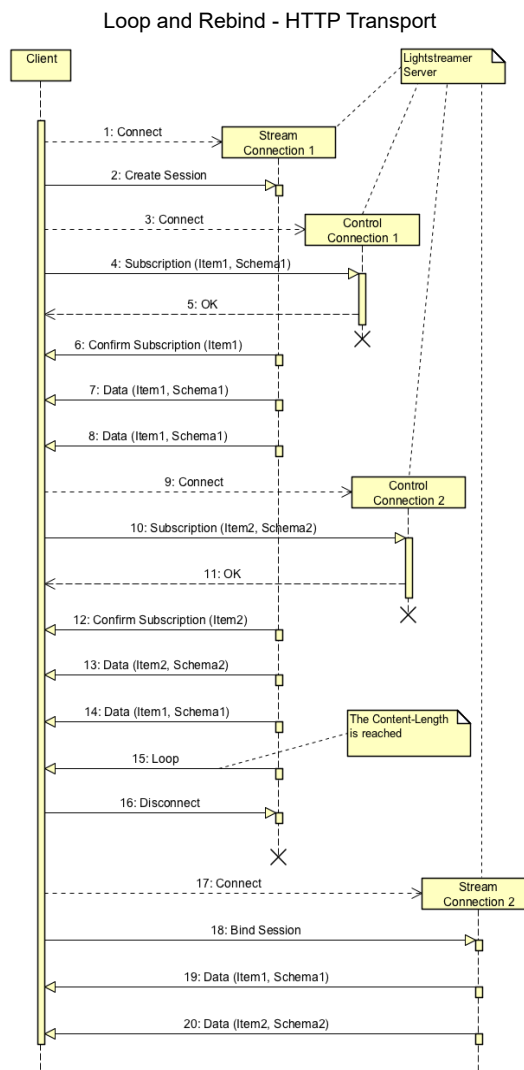 Loop and Rebind - HTTP Transport
Client
Lightstreamer
Server
1: Connect
Stream
Connection 1
2: Create Session
3: Connect
Control
Connection 1
4: Subscription (Item1, Schema1)
5: OK
6: Confirm Subscription (Item1)
7: Data (Item1, Schema1)
8: Data (Item1, Schema1)
9: Connect
Control
Connection 2
10: Subscription (Item2, Schema2)
11: OK
12: Confirm Subscription (Item2)
13: Data (Item2, Schema2)
14: Data (Item1, Schema1)
The Content-Length
is reached
15: Loop
16: Disconnect
17: Connect
Stream
Connection 2
18: Bind Session
19: Data (Item1, Schema1)
20: Data (Item2, Schema2)